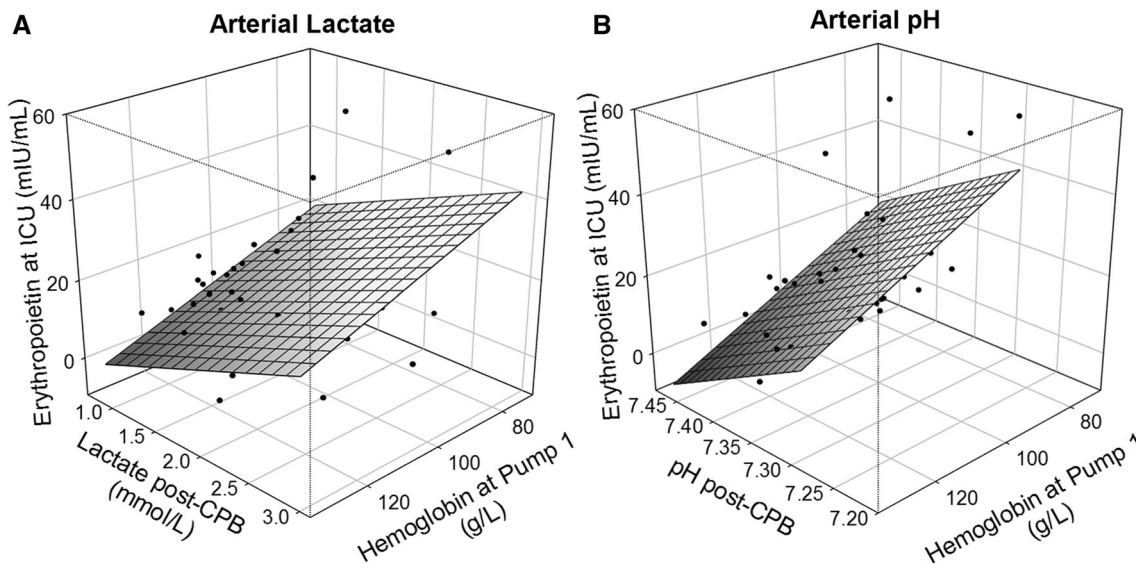 A
Arterial Lactate
Erythropoietin at ICU (mIU/mL)
60
40
20
0
1.0
1.5
2.0
2.5
3.0
Lactate post-CPB
(mmol/L)
120
100
80
Hemoglobin at Pump 1
(g/L)
B
Arterial pH
Erythropoietin at ICU (mIU/mL)
60
40
20
0
7.45
7.40
7.35
7.30
7.25
7.20
pH post-CPB
120
100
80
Hemoglobin at Pump 1
(g/L)